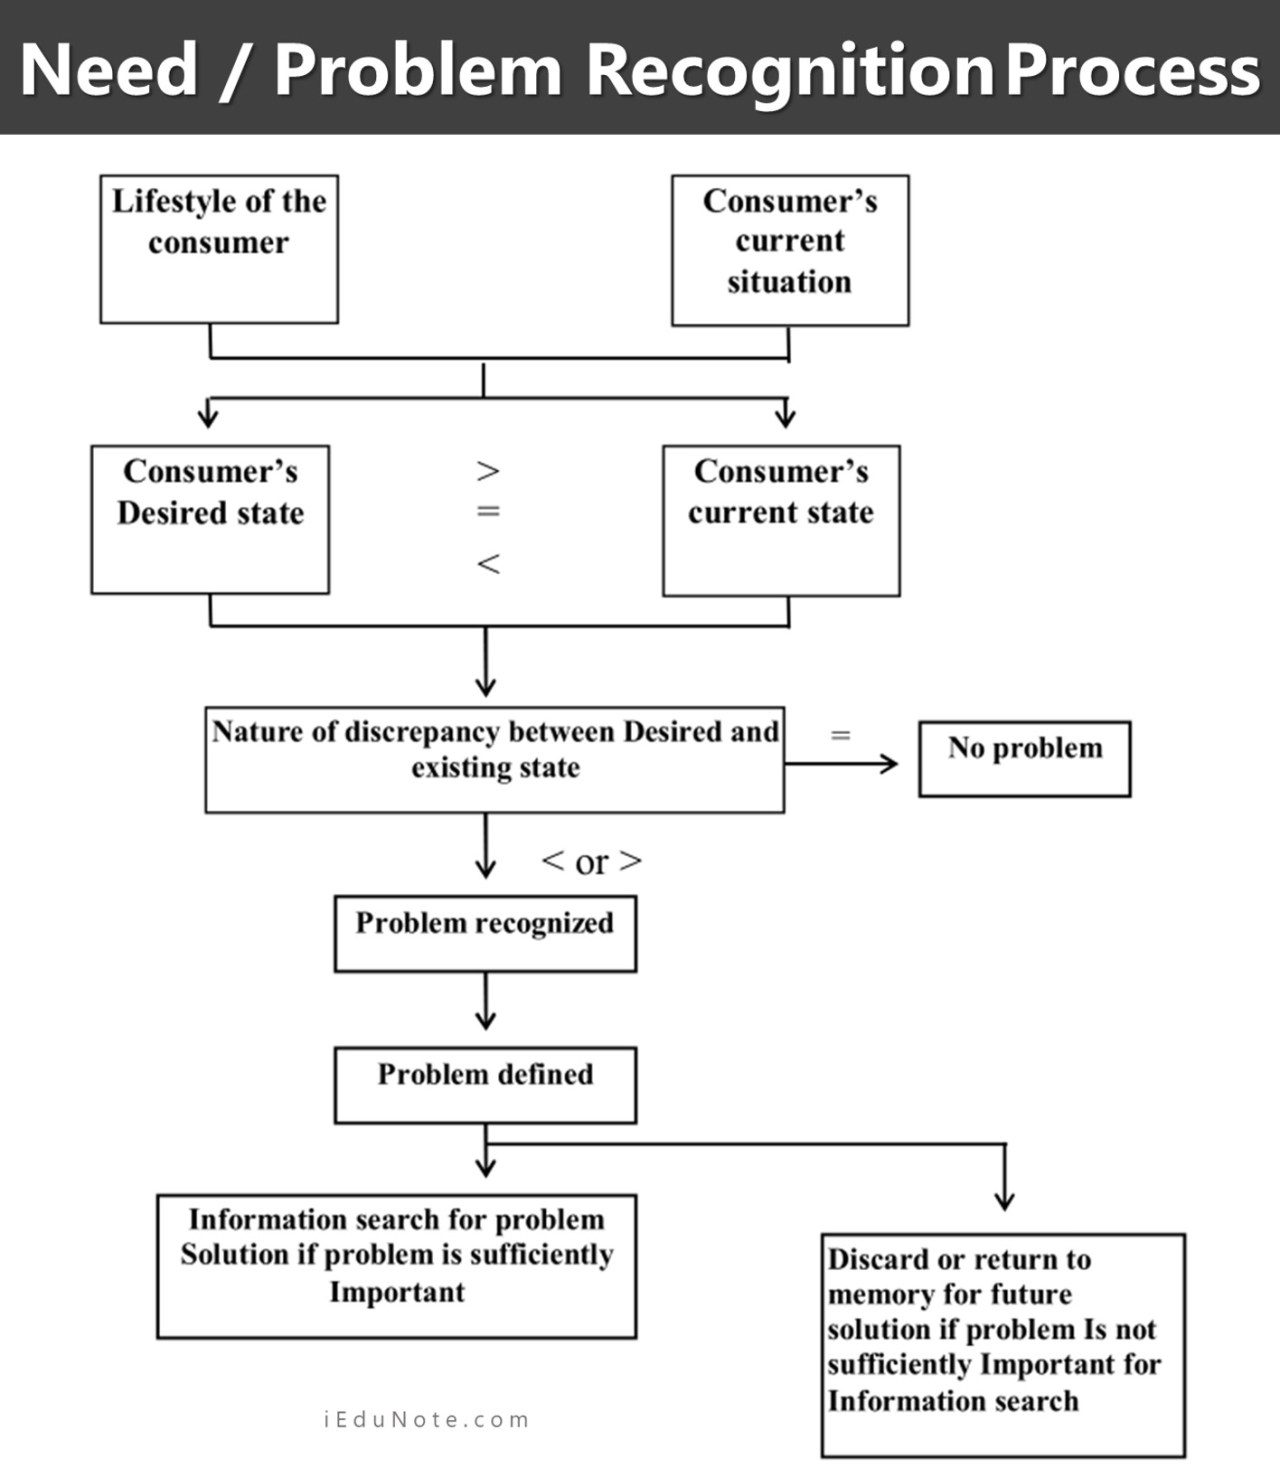 Need / Problem Recognition Process
Lifestyle of the
consumer
Consumer’s
current
situation
Consumer’s
Desired state
>
=
<
Consumer’s
current state
Nature of discrepancy between Desired and
existing state
=
No problem
< or >
Problem recognized
Problem defined
Information search for problem
Solution if problem is sufficiently
Important
Discard or return to
memory for future
solution if problem Is not
sufficiently Important for
Information search
iEduNote.com